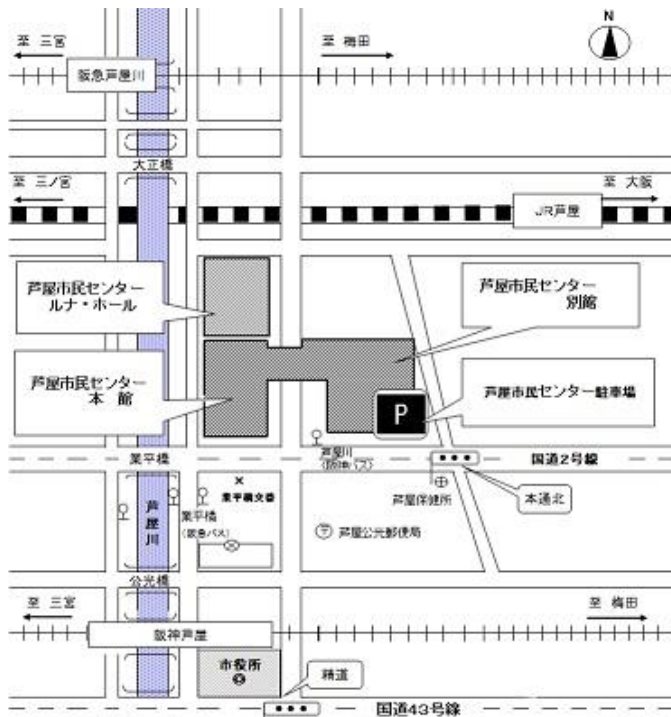 N
至 三宮
至 梅田
阪急芦屋川
大正橋
至 三ノ宮
至 大阪
JR芦屋
芦屋市民センター
ルナ・ホール
芦屋市民センター
別館
芦屋市民センター
本 館
芦屋市民センター駐車場
P
芦屋川
(阪神バス)
業平橋
国道2号線
業平橋交番
芦屋保健所
本通北
芦屋川
業平橋
(阪急バス)
芦屋公光郵便局
公光橋
至 三宮
至 梅田
阪神芦屋
市役所
精道
国道43号線